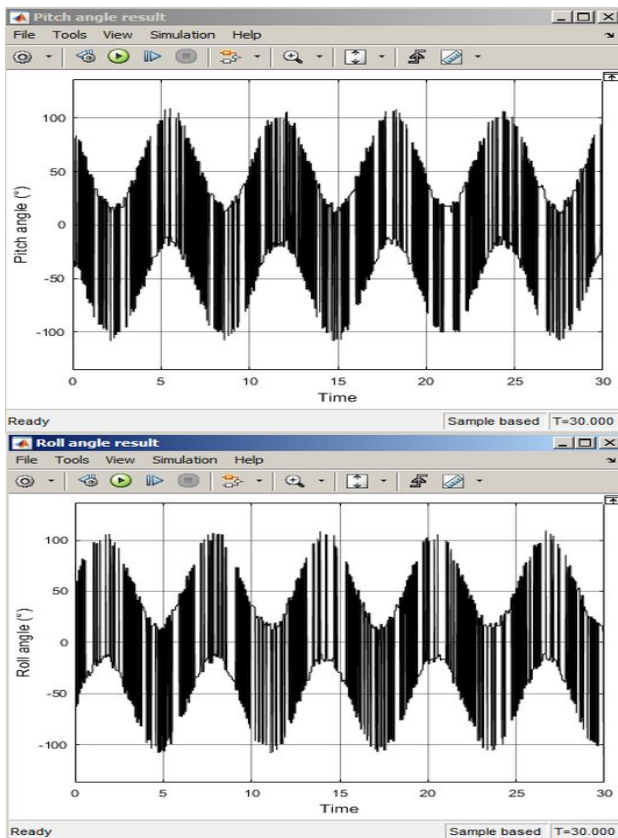 Pitch angle result
File Tools View Simulation Help
100
50
0
-50
-100
Pitch angle (°)
0 5 10 15 20 25 30
Time
Ready Sample based T=30.000
Roll angle result
File Tools View Simulation Help
100
50
0
-50
-100
Roll angle (°)
0 5 10 15 20 25 30
Time
Ready Sample based T=30.000